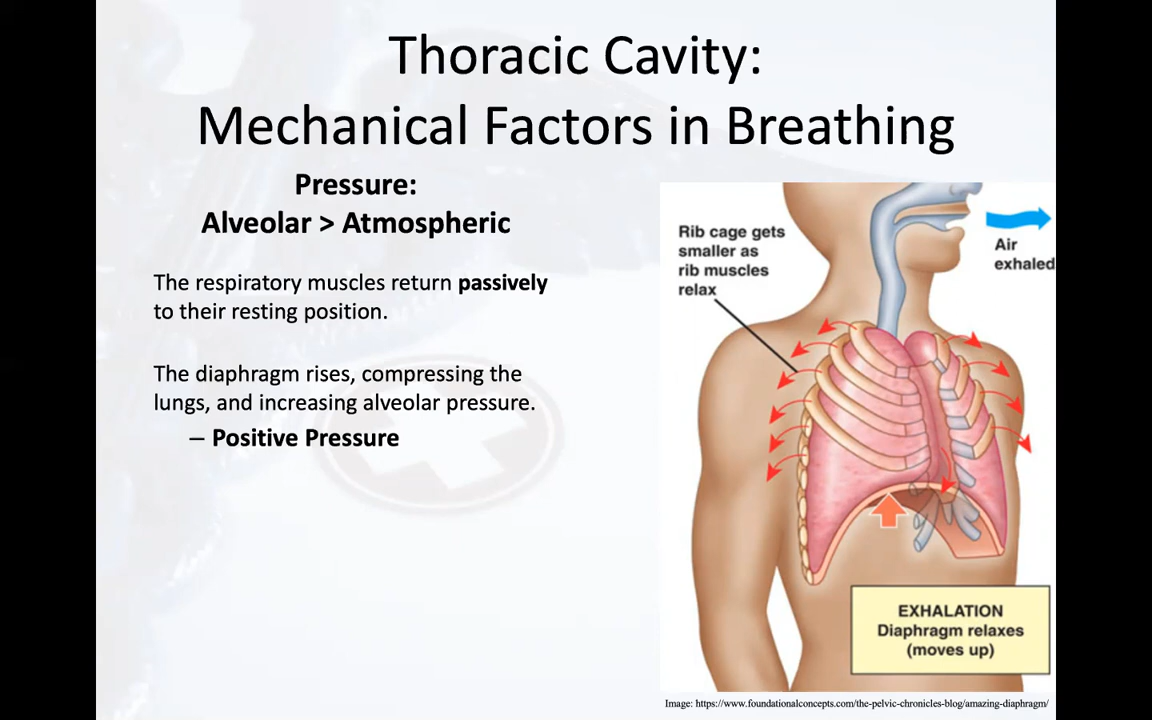 Thoracic Cavity:
Mechanical Factors in Breathing
Pressure:
Alveolar > Atmospheric
The respiratory muscles return passively
to their resting position.
The diaphragm rises, compressing the
lungs, and increasing alveolar pressure.
– Positive Pressure
Rib cage gets
smaller as
rib muscles
relax
Air
exhaled
EXHALATION
Diaphragm relaxes
(moves up)
Image: https://www.foundationalconcepts.com/the-pelvic-chronicles-blog/amazing-diaphragm/